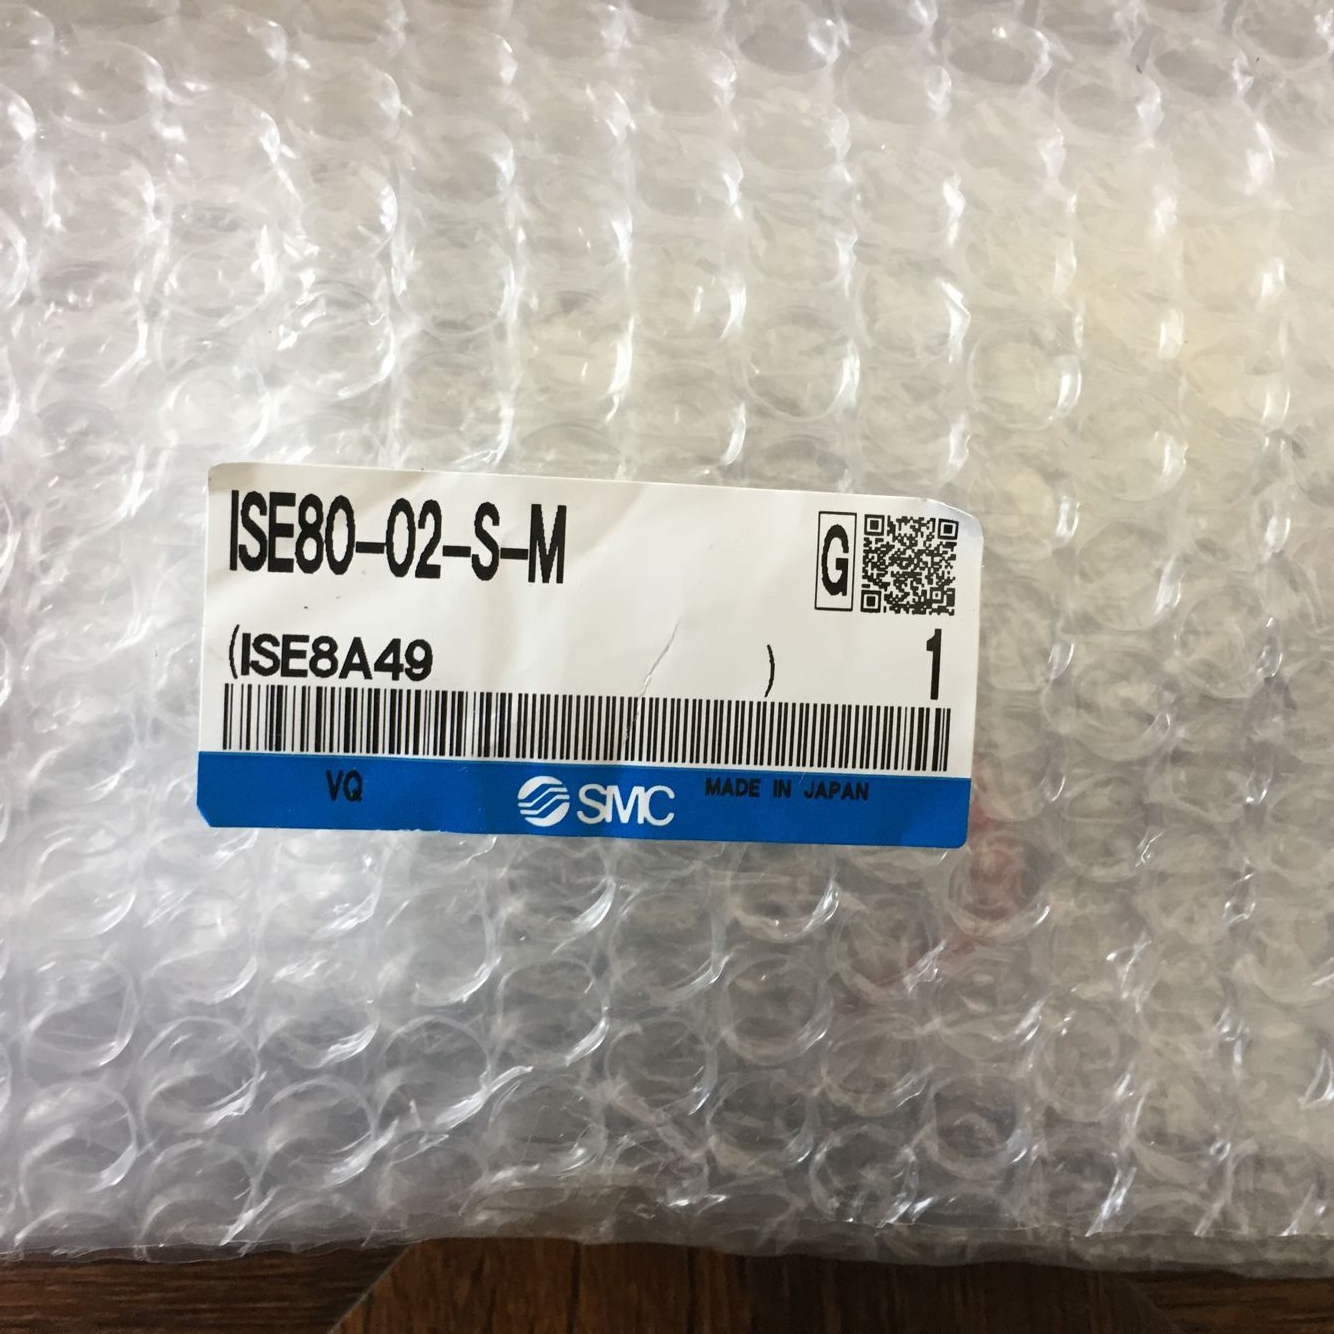 ISE80-02-S-M
G
(ISE8A49 )
1
VQ
SMC
MADE IN JAPAN